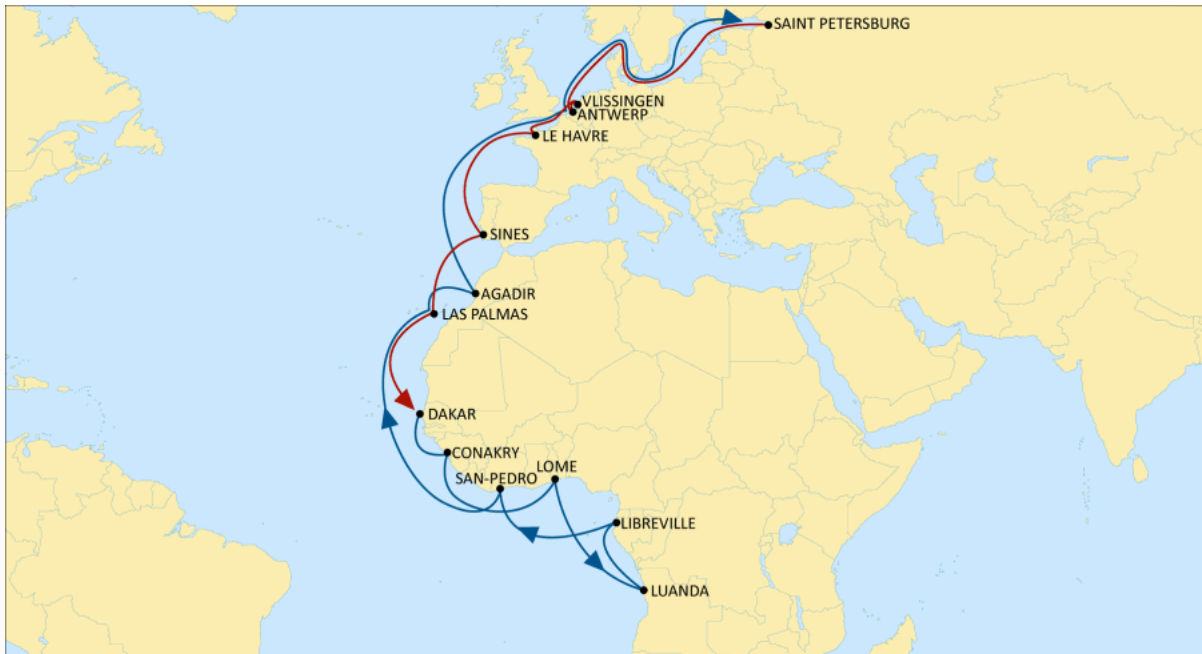 SAINT PETERSBURG
VLISSINGEN
ANTWERP
LE HAVRE
SINES
AGADIR
LAS PALMAS
DAKAR
CONAKRY
LOME
SAN-PEDRO
LIBREVILLE
LUANDA